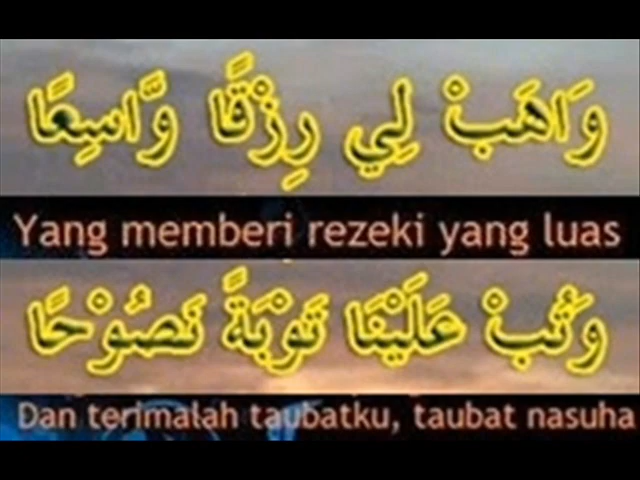 وَاهَبْ لِي رِزْقًا وَّاسِعًا
Yang memberi rezeki yang luas
وَتُبْ عَلَيْنَا تَوْبَةً نَصُوْحًا
Dan terimalah taubatku, taubat nasuha